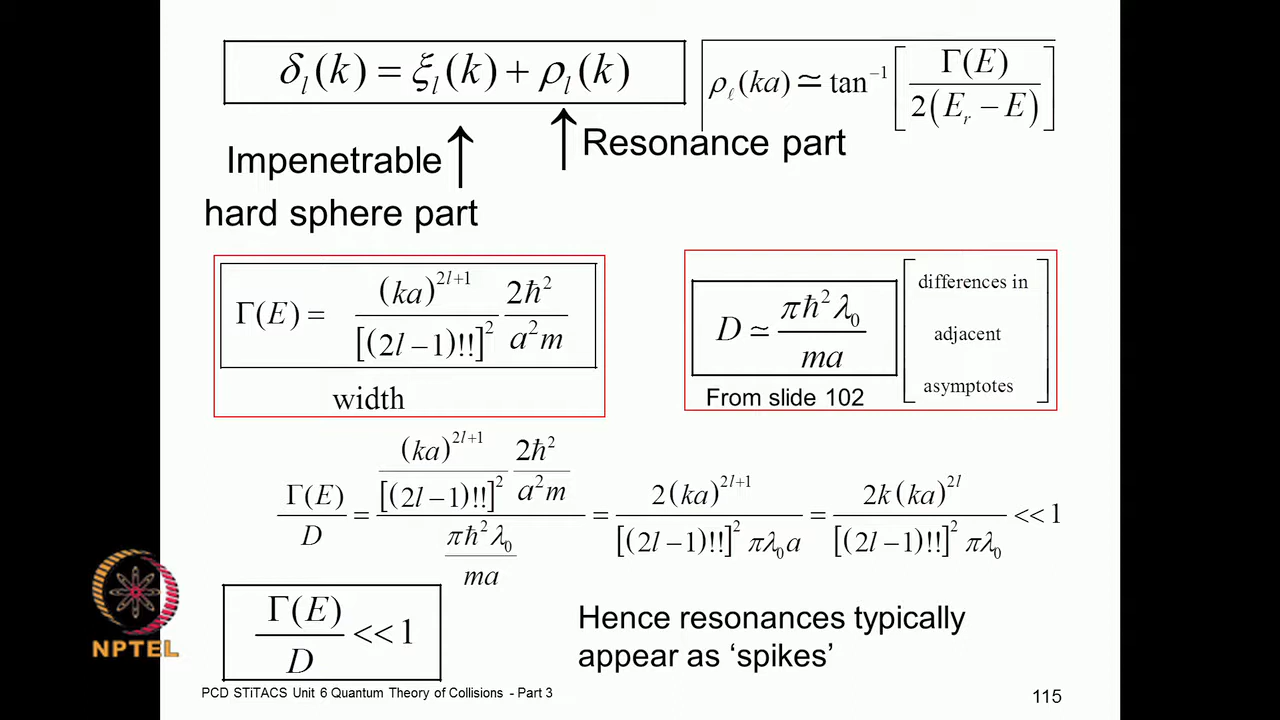 δ_l(k) = ξ_l(k) + ρ_l(k)
ρ_ℓ(ka) ≃ tan⁻¹ [ Γ(E) / 2(E_r − E) ]
Impenetrable
hard sphere part
Resonance part
Γ(E) = (ka)^{2l+1} / [(2l−1)!!]² 2ħ² / a²m
width
D ≃ πħ²λ₀ / ma
differences in
adjacent
asymptotes
From slide 102
Γ(E)/D = ( (ka)^{2l+1} / [(2l−1)!!]² 2ħ² / a²m ) / ( πħ²λ₀ / ma ) = 2(ka)^{2l+1} / [(2l−1)!!]² πλ₀a = 2k(ka)^{2l} / [(2l−1)!!]² πλ₀ << 1
Γ(E)/D << 1
Hence resonances typically
appear as ‘spikes’
NPTEL
PCD STiTACS Unit 6 Quantum Theory of Collisions - Part 3
115